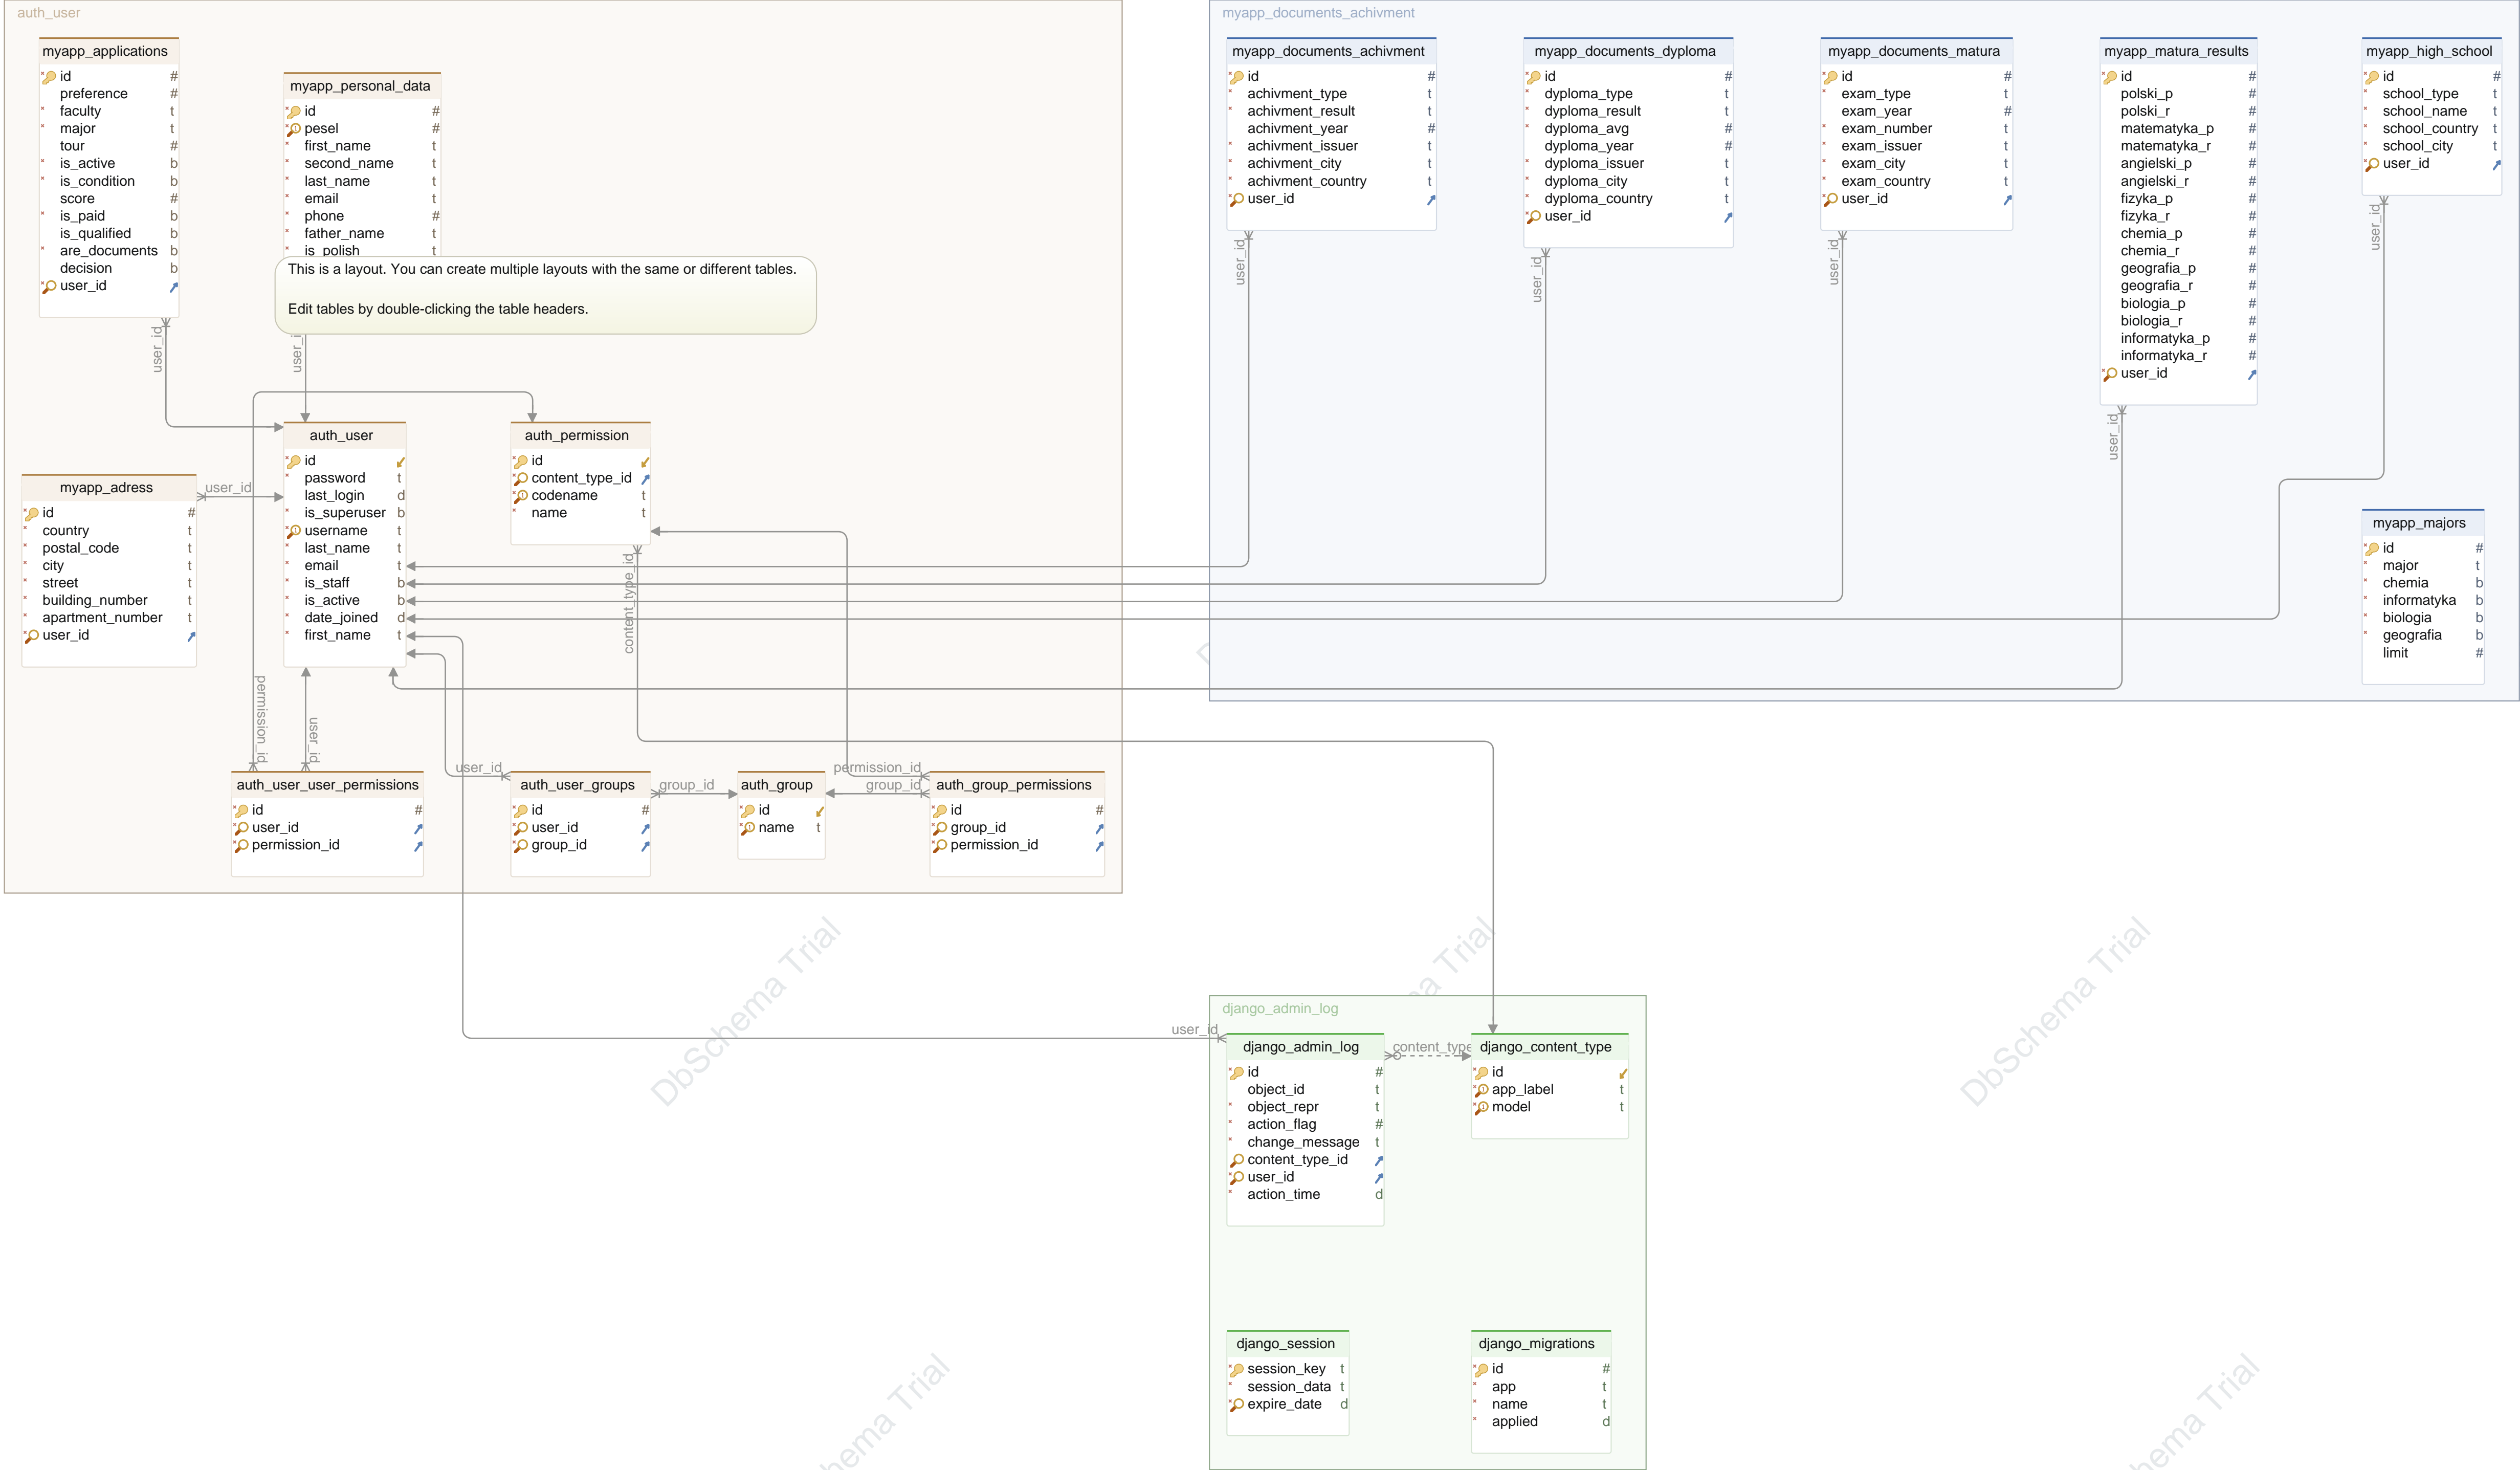 auth_user
myapp_applications
id #
preference #
faculty t
major t
tour #
is_active b
is_condition b
score #
is_paid b
is_qualified b
are_documents b
decision b
user_id
user_id
myapp_personal_data
id #
pesel #
first_name t
second_name t
last_name t
email t
phone #
father_name t
is_polish t
This is a layout. You can create multiple layouts with the same or different tables.
Edit tables by double-clicking the table headers.
myapp_adress
id #
country t
postal_code t
city t
street t
building_number t
apartment_number t
user_id
user_id
auth_user
id
password t
last_login d
is_superuser b
username t
last_name t
email t
is_staff b
is_active b
date_joined d
first_name t
auth_permission
id
content_type_id
codename t
name t
content_type_id
permission_id
user_id
auth_user_user_permissions
id #
user_id
permission_id
user_id
auth_user_groups
id #
user_id
group_id
group_id
auth_group
id
name t
permission_id
group_id
auth_group_permissions
id #
group_id
permission_id
myapp_documents_achivment
myapp_documents_achivment
id #
achivment_type t
achivment_result t
achivment_year #
achivment_issuer t
achivment_city t
achivment_country t
user_id
user_id
myapp_documents_dyploma
id #
dyploma_type t
dyploma_result t
dyploma_avg #
dyploma_year #
dyploma_issuer t
dyploma_city t
dyploma_country t
user_id
user_id
myapp_documents_matura
id #
exam_type t
exam_year #
exam_number t
exam_issuer t
exam_city t
exam_country t
user_id
user_id
myapp_matura_results
id #
polski_p #
polski_r #
matematyka_p #
matematyka_r #
angielski_p #
angielski_r #
fizyka_p #
fizyka_r #
chemia_p #
chemia_r #
geografia_p #
geografia_r #
biologia_p #
biologia_r #
informatyka_p #
informatyka_r #
user_id
user_id
myapp_high_school
id #
school_type t
school_name t
school_country t
school_city t
user_id
user_id
myapp_majors
id #
major t
chemia b
informatyka b
biologia b
geografia b
limit #
DbSchema Trial
DbSchema Trial
django_admin_log
user_id
django_admin_log
id #
object_id t
object_repr t
action_flag #
change_message t
content_type_id
user_id
action_time d
content_type
django_content_type
id
app_label t
model t
django_session
session_key t
session_data t
expire_date d
django_migrations
id #
app t
name t
applied d